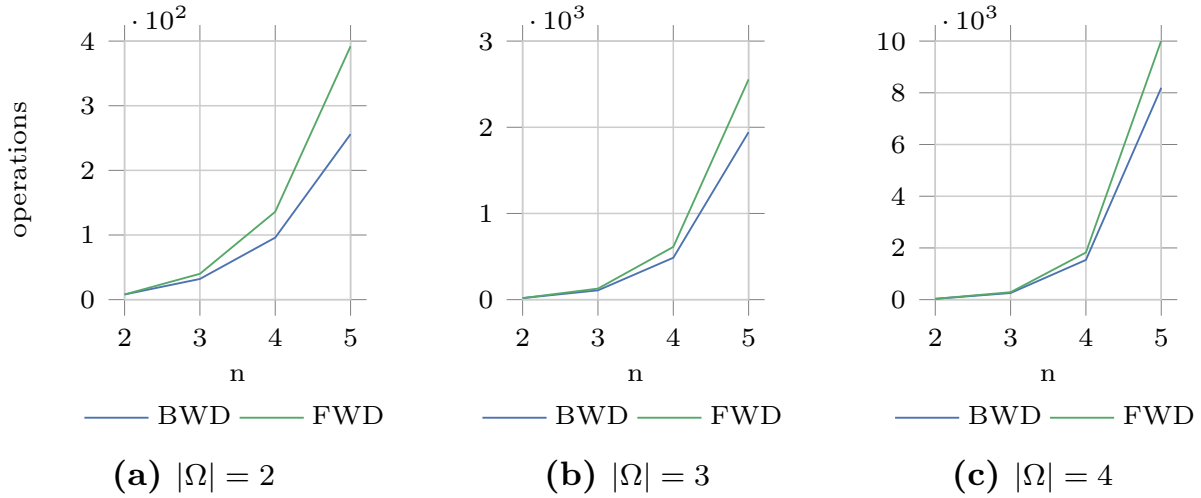 · 10²
4
3
2
1
0
operations
2 3 4 5
n
BWD FWD
(a) |Ω| = 2
· 10³
3
2
1
0
2 3 4 5
n
BWD FWD
(b) |Ω| = 3
· 10³
10
8
6
4
2
0
2 3 4 5
n
BWD FWD
(c) |Ω| = 4